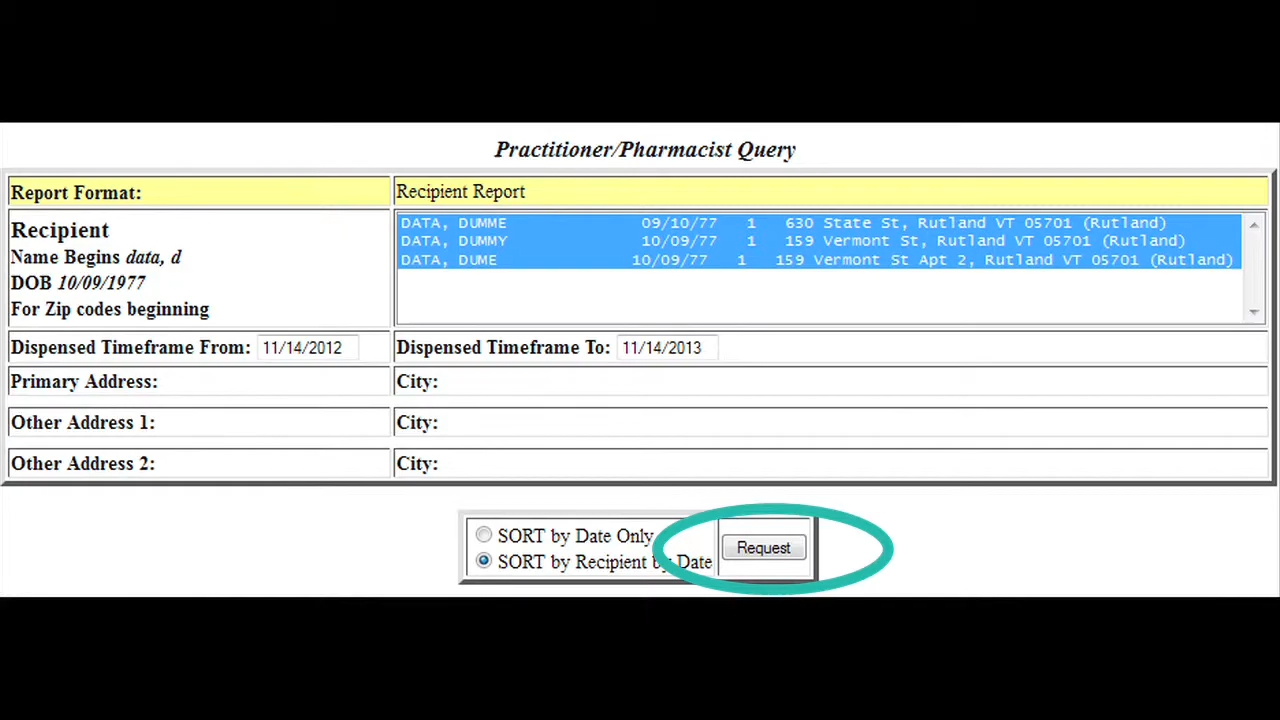 Practitioner/Pharmacist Query
Report Format: Recipient Report
Recipient
Name Begins data, d
DOB 10/09/1977
For Zip codes beginning
DATA, DUMME 09/10/77 1 630 State St, Rutland VT 05701 (Rutland)
DATA, DUMMY 10/09/77 1 159 Vermont St, Rutland VT 05701 (Rutland)
DATA, DUME 10/09/77 1 159 Vermont St Apt 2, Rutland VT 05701 (Rutland)
Dispensed Timeframe From: 11/14/2012 Dispensed Timeframe To: 11/14/2013
Primary Address: City:
Other Address 1: City:
Other Address 2: City:
SORT by Date Only
SORT by Recipient by Date
Request